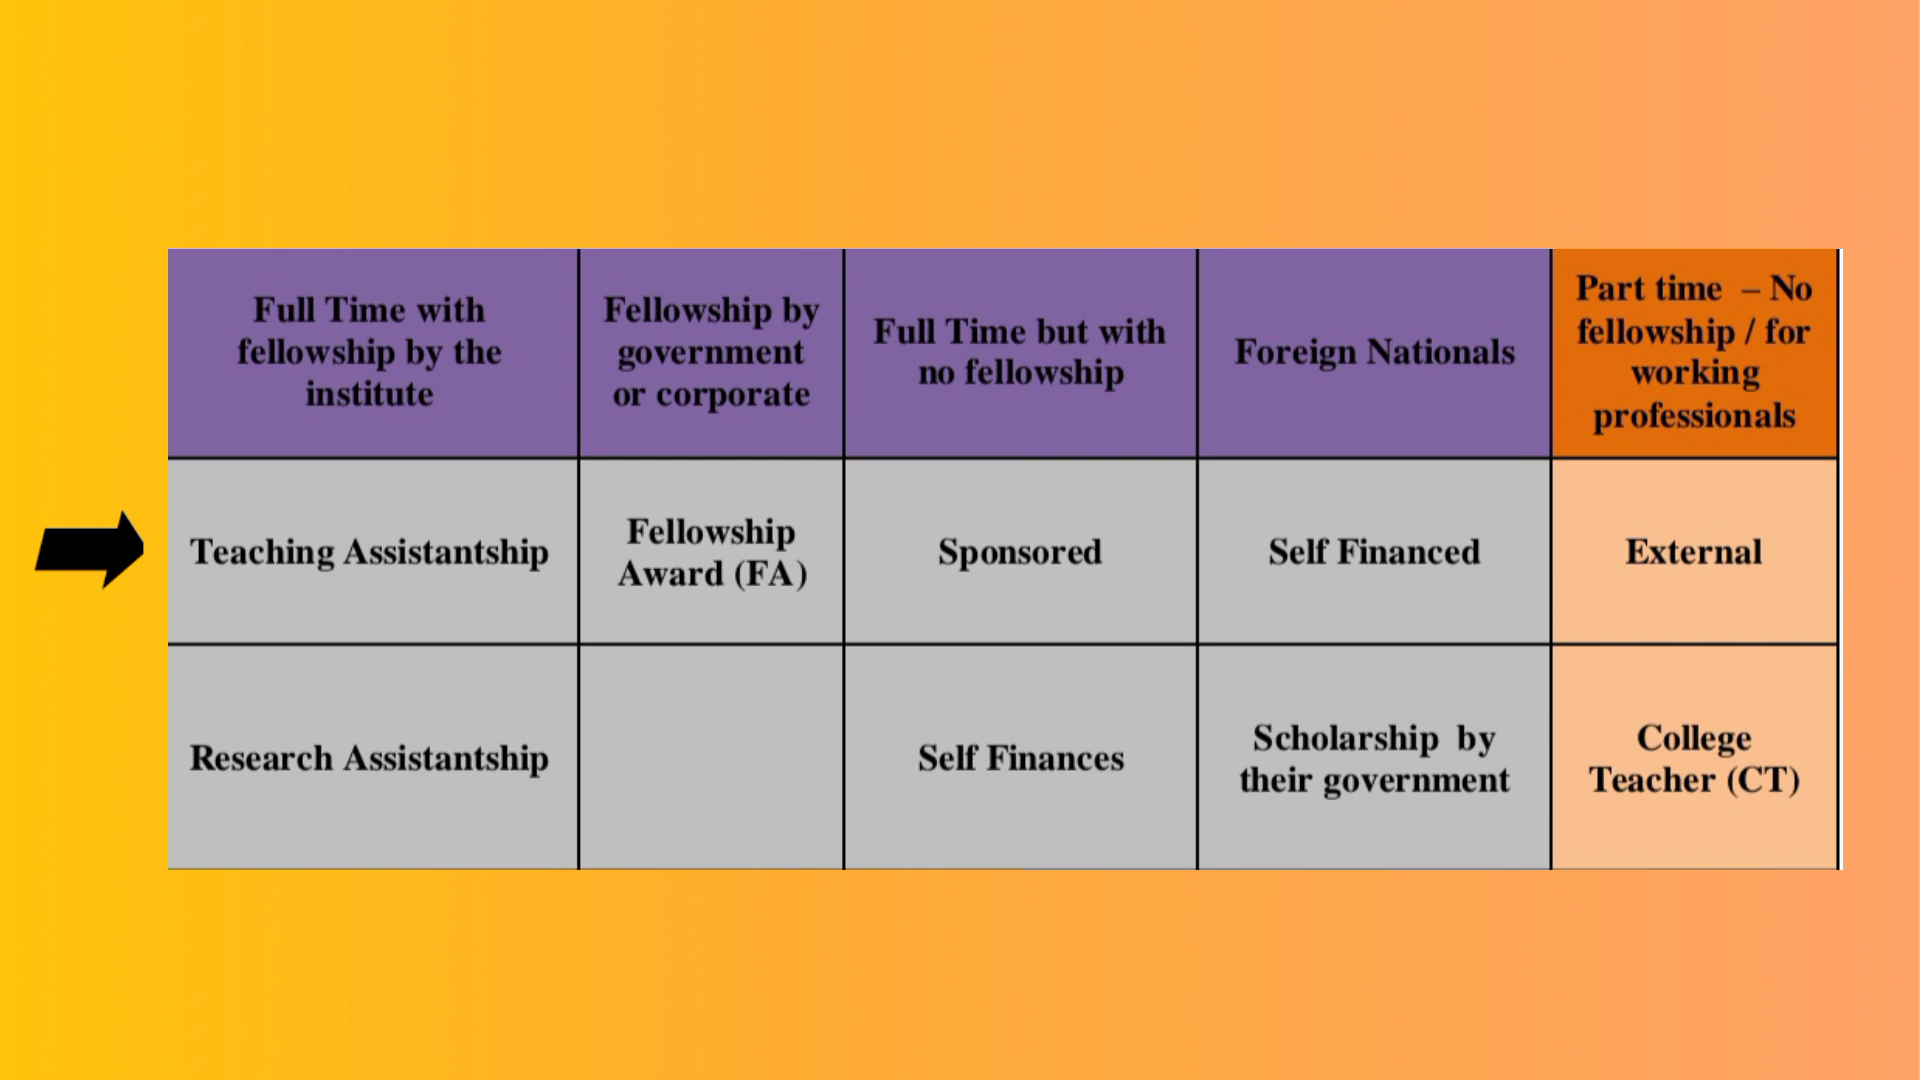 Full Time with
fellowship by the
institute
Fellowship by
government
or corporate
Full Time but with
no fellowship
Foreign Nationals
Part time – No
fellowship / for
working
professionals
Teaching Assistantship
Fellowship
Award (FA)
Sponsored
Self Financed
External
Research Assistantship
Self Finances
Scholarship by
their government
College
Teacher (CT)